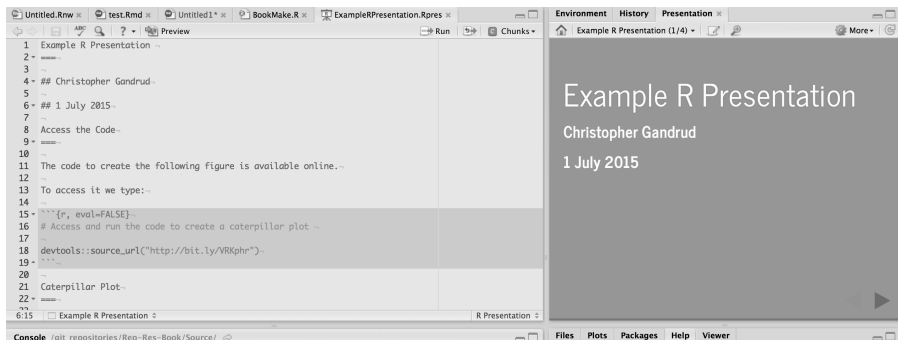 Untitled.Rnw × test.Rmd × Untitled1* × BookMake.R × ExampleRPresentation.Rpres ×
ABC ? Preview Run Chunks
1 Example R Presentation
2 ===
3
4 ## Christopher Gandrud
5
6 ## 1 July 2015
7
8 Access the Code
9 ===
10
11 The code to create the following figure is available online.
12
13 To access it we type:
14
15 ```{r, eval=FALSE}
16 # Access and run the code to create a caterpillar plot
17
18 devtools::source_url("http://bit.ly/VRKphr")
19 ```
20
21 Caterpillar Plot
22 ===
6:15 Example R Presentation R Presentation
Console /git_repositories/Rep-Res-Book/Source/
Environment History Presentation ×
Example R Presentation (1/4) More
Example R Presentation
Christopher Gandrud
1 July 2015
Files Plots Packages Help Viewer